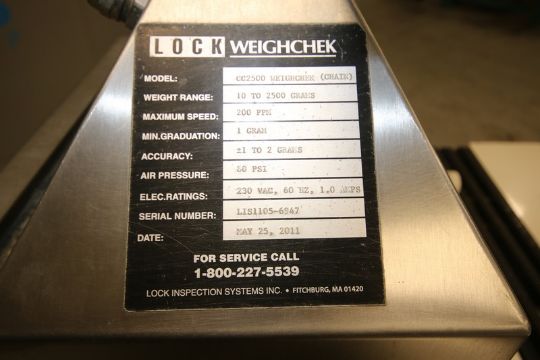 LOCK WEIGHCHEK
MODEL: CC2500 WEIGHCHEK (CHAIN)
WEIGHT RANGE: 10 TO 2500 GRAMS
MAXIMUM SPEED: 200 PPM
MIN.GRADUATION: 1 GRAM
ACCURACY: ±1 TO 2 GRAMS
AIR PRESSURE: 80 PSI
ELEC.RATINGS: 230 VAC, 60 HZ, 1.0 AMPS
SERIAL NUMBER: LIS1105-6947
DATE: MAY 25, 2011
FOR SERVICE CALL
1-800-227-5539
LOCK INSPECTION SYSTEMS INC. • FITCHBURG, MA 01420